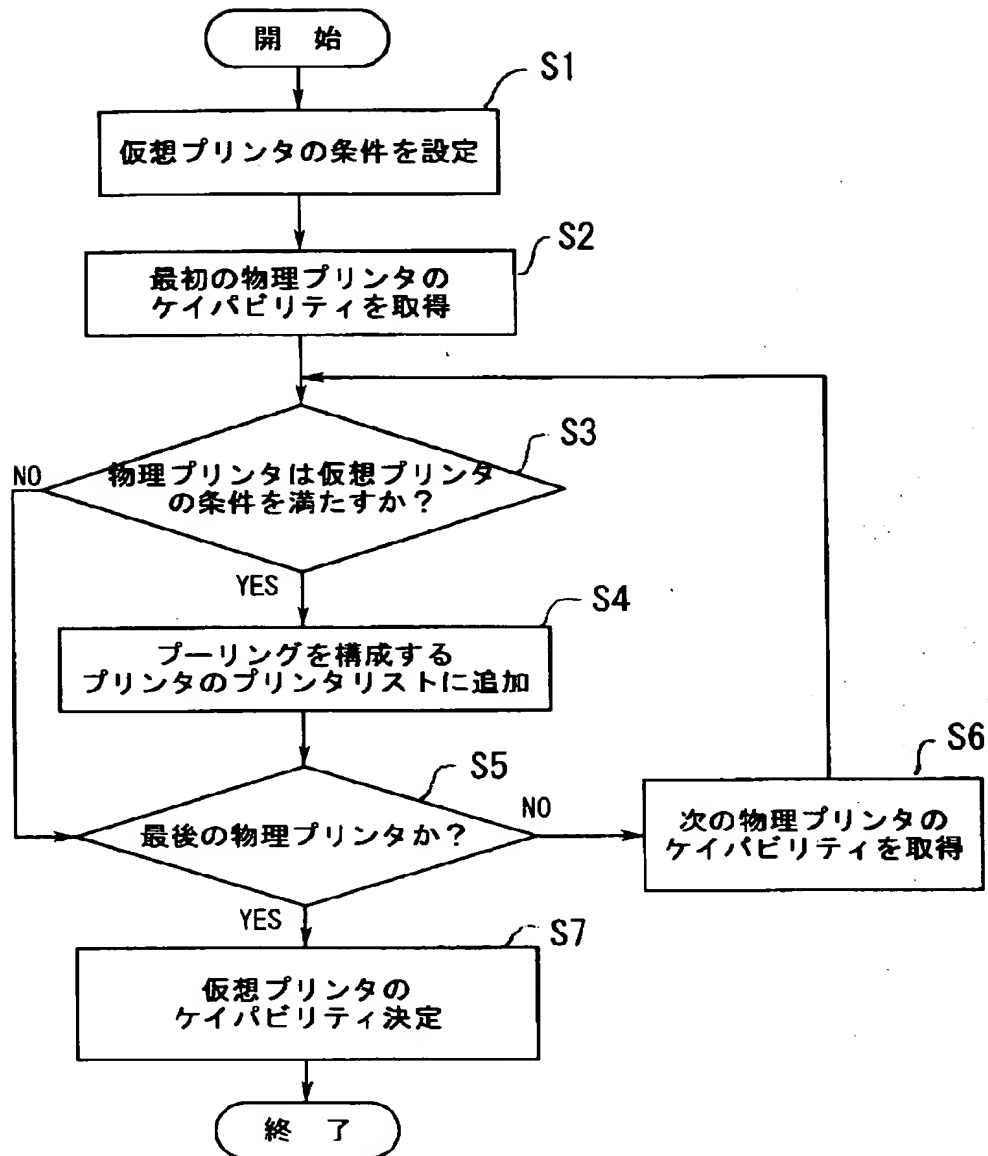 開 始
S1
仮想プリンタの条件を設定
S2
最初の物理プリンタの
ケイパビリティを取得
S3
NO
物理プリンタは仮想プリンタ
の条件を満たすか？
YES
S4
プーリングを構成する
プリンタのプリンタリストに追加
S5
S6
最後の物理プリンタか？
NO
次の物理プリンタの
ケイパビリティを取得
YES
S7
仮想プリンタの
ケイパビリティ決定
終 了